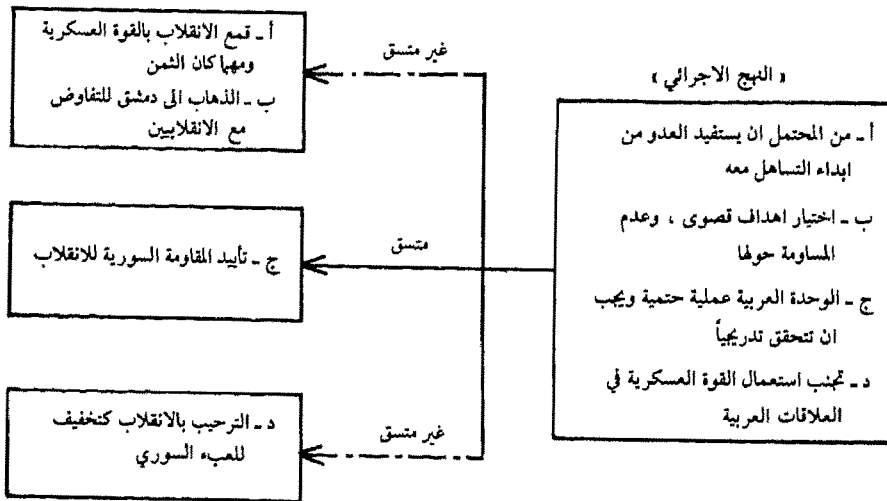 « النهج الاجرائي »
أ ـ من المحتمل ان يستفيد العدو من
ابداء التساهل معه
ب ـ اختيار اهداف قصوى ، وعدم
المساومة حولها
ج ـ الوحدة العربية عملية حتمية ويجب
ان تتحقق تدريجياً
د ـ تجنب استعمال القوة العسكرية في
العلاقات العربية
غير متسق
أ ـ قمع الانقلاب بالقوة العسكرية
ومهما كان الثمن
ب ـ الذهاب الى دمشق للتفاوض
مع الانقلابيين
متسق
ج ـ تأييد المقاومة السورية للانقلاب
غير متسق
د ـ الترحيب بالانقلاب كتخفيف
للعبء السوري